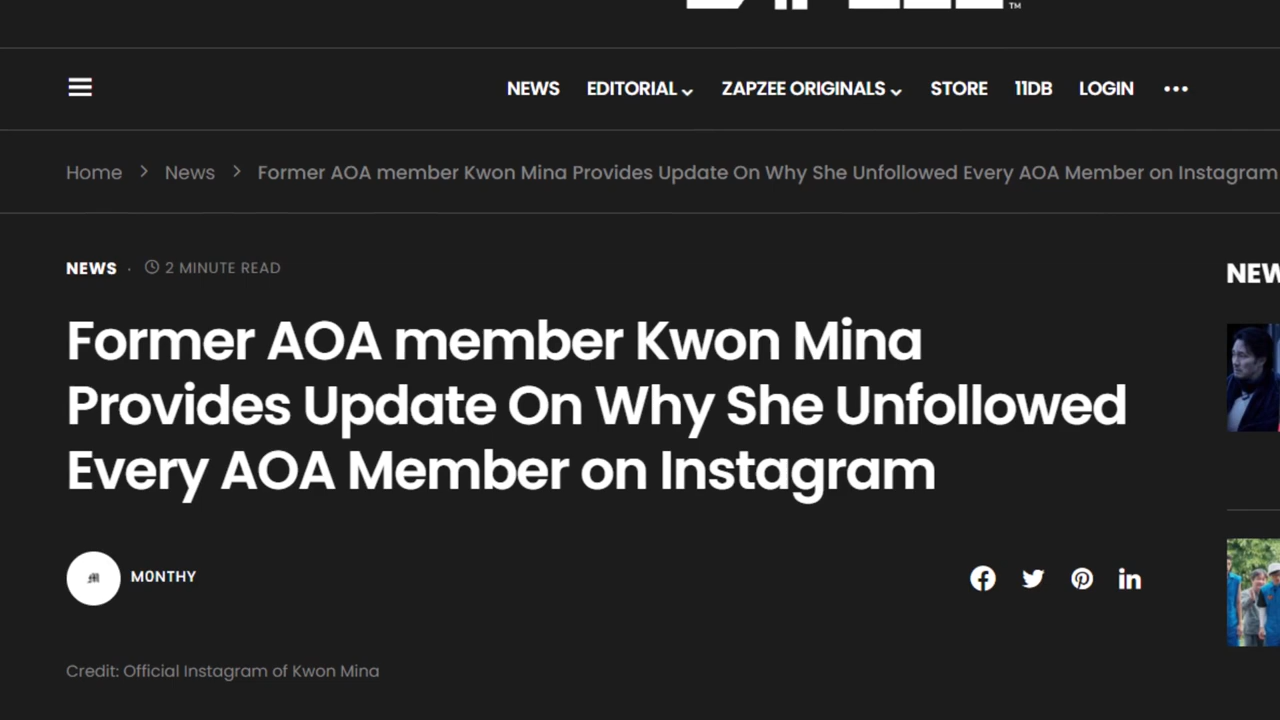 TM
NEWS EDITORIAL ZAPZEE ORIGINALS STORE 11DB LOGIN
Home > News > Former AOA member Kwon Mina Provides Update On Why She Unfollowed Every AOA Member on Instagram
NEWS · 2 MINUTE READ
Former AOA member Kwon Mina
Provides Update On Why She Unfollowed
Every AOA Member on Instagram
M0NTHY
Credit: Official Instagram of Kwon Mina